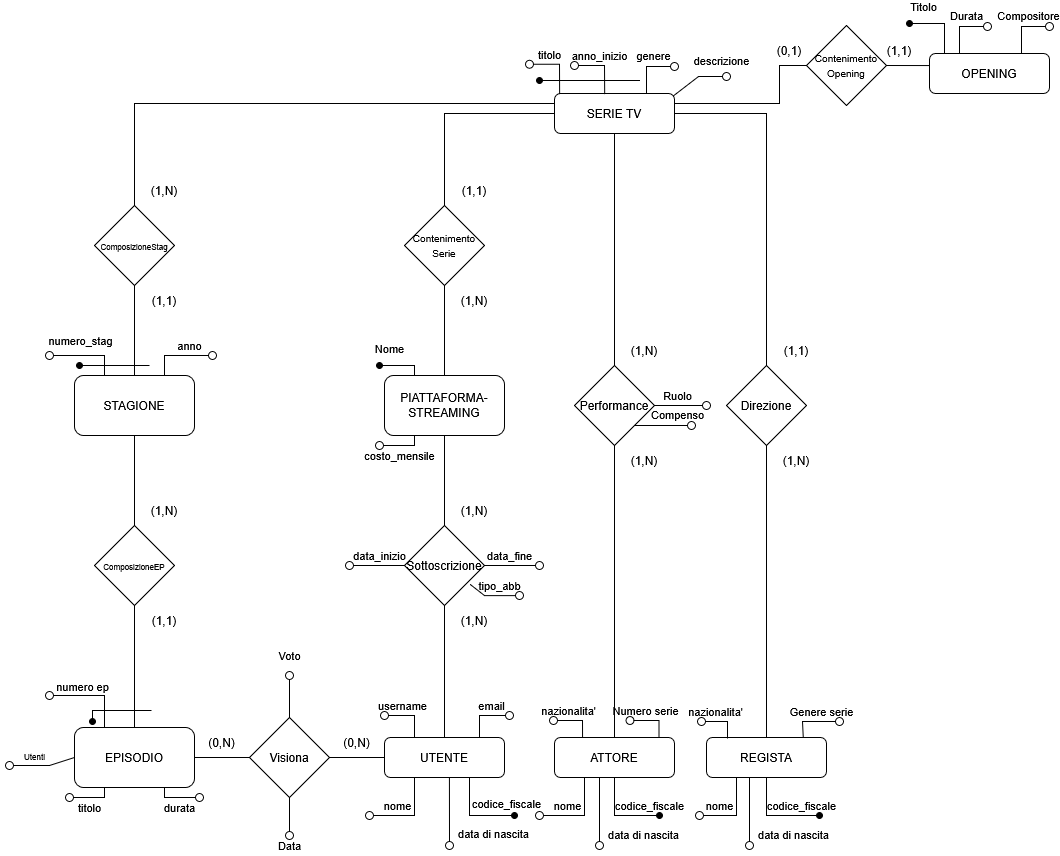 Titolo
Durata
Compositore
(0,1)
Contenimento
Opening
(1,1)
OPENING
titolo
anno_inizio
genere
descrizione
SERIE TV
(1,N)
(1,1)
ComposizioneStag
Contenimento
Serie
(1,1)
(1,N)
numero_stag
anno
Nome
(1,N)
(1,1)
STAGIONE
PIATTAFORMA-
STREAMING
Performance
Ruolo
Compenso
Direzione
costo_mensile
(1,N)
(1,N)
(1,N)
(1,N)
ComposizioneEP
data_inizio
Sottoscrizione
data_fine
tipo_abb
(1,1)
(1,N)
Voto
numero ep
username
email
nazionalita'
Numero serie
nazionalita'
Genere serie
Utenti
EPISODIO
(0,N)
Visiona
(0,N)
UTENTE
ATTORE
REGISTA
titolo
durata
nome
codice_fiscale
nome
codice_fiscale
nome
codice_fiscale
Data
data di nascita
data di nascita
data di nascita